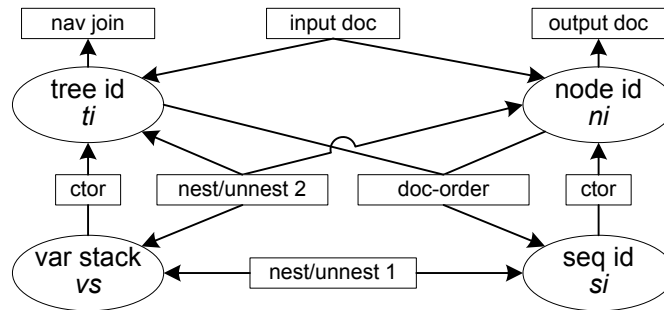 nav join
input doc
output doc
tree id
ti
node id
ni
ctor
nest/unnest 2
doc-order
ctor
var stack
vs
nest/unnest 1
seq id
si